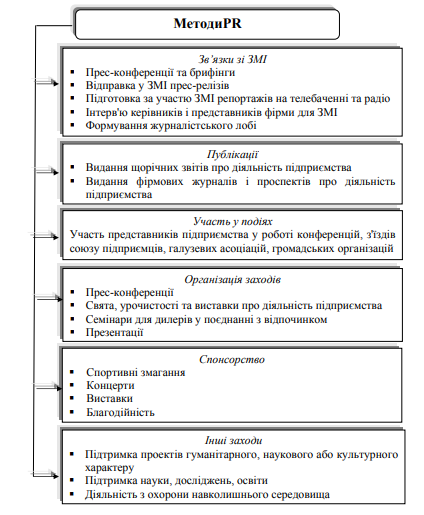 МетодиPR
Зв'язки зі ЗМІ
▪ Прес-конференції та брифінги
▪ Відправка у ЗМІ прес-релізів
▪ Підготовка за участю ЗМІ репортажів на телебаченні та радіо
▪ Інтерв'ю керівників і представників фірми для ЗМІ
▪ Формування журналістського лобі
Публікації
▪ Видання щорічних звітів про діяльність підприємства
▪ Видання фірмових журналів і проспектів про діяльність
підприємства
Участь у подіях
Участь представників підприємства у роботі конференцій, з'їздів
союзу підприємців, галузевих асоціацій, громадських організацій
Організація заходів
▪ Прес-конференції
▪ Свята, урочистості та виставки про діяльність підприємства
▪ Семінари для дилерів у поєднанні з відпочинком
▪ Презентації
Спонсорство
▪ Спортивні змагання
▪ Концерти
▪ Виставки
▪ Благодійність
Інші заходи
▪ Підтримка проектів гуманітарного, наукового або культурного
характеру
▪ Підтримка науки, досліджень, освіти
▪ Діяльність з охорони навколишнього середовища